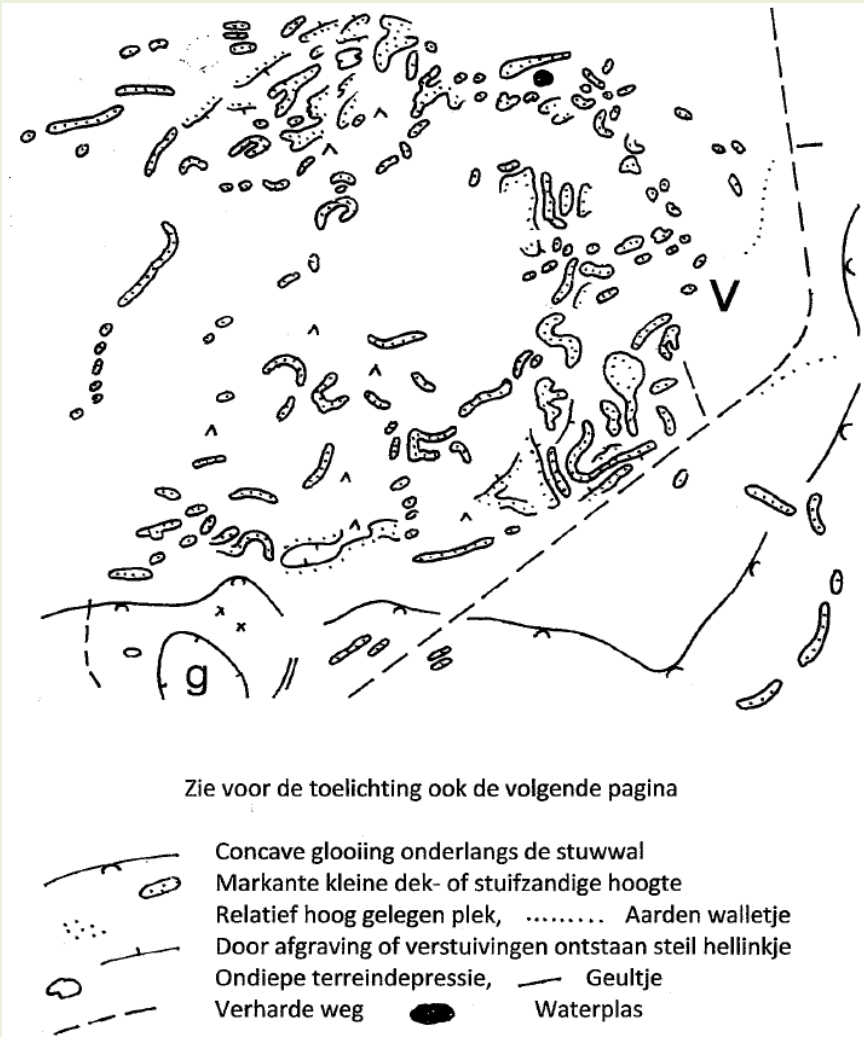 V
g
Zie voor de toelichting ook de volgende pagina
Concave glooiing onderlangs de stuwwal
Markante kleine dek- of stuifzandige hoogte
Relatief hoog gelegen plek, Aarden walletje
Door afgraving of verstuivingen ontstaan steil hellinkje
Ondiepe terreindepressie, Geultje
Verharde weg Waterplas